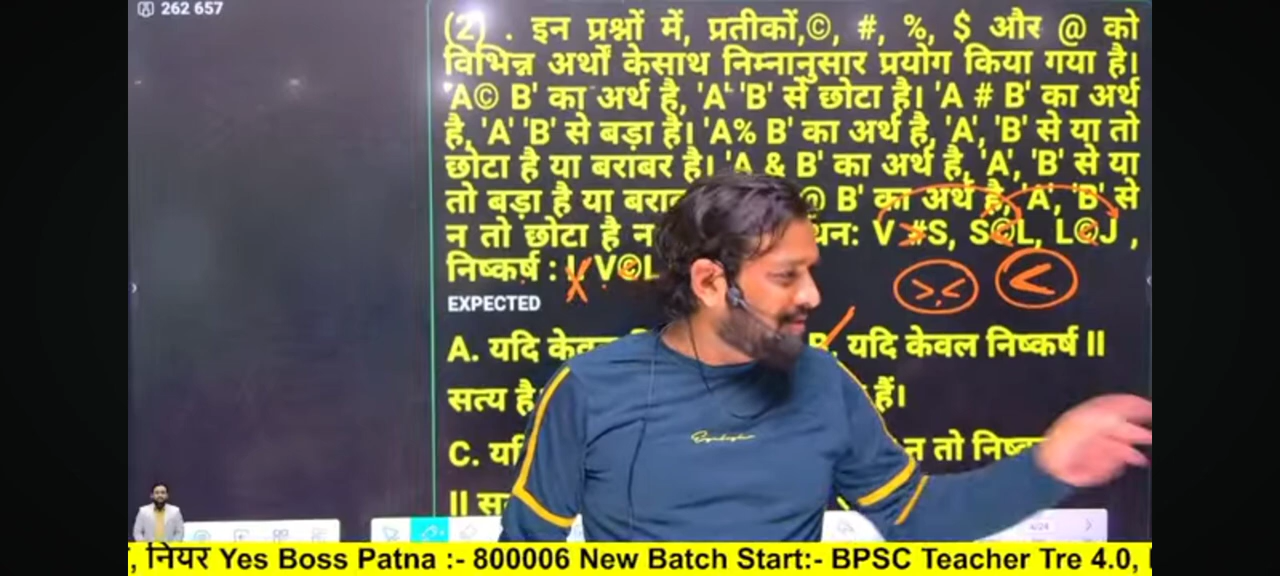 262 657
(2) . इन प्रश्नों में, प्रतीकों,©, #, %, $ और @ को
विभिन्न अर्थों केसाथ निम्नानुसार प्रयोग किया गया है।
'A© B' का अर्थ है, 'A' 'B' से छोटा है। 'A # B' का अर्थ
है, 'A' 'B' से बड़ा है। 'A% B' का अर्थ है, 'A', 'B' से या तो
छोटा है या बराबर है। 'A & B' का अर्थ है, 'A', 'B' से या
तो बड़ा है या @ B' का अर्थ है, 'A', 'B' से
न तो छोटा है न V #S, S©L, L©J ,
निष्कर्ष : I. V©L
>,< <
EXPECTED
A. यदि B. यदि केवल निष्कर्ष II
सत्य है हैं।
C. न तो
II
4/24
, नियर Yes Boss Patna :- 800006 New Batch Start:- BPSC Teacher Tre 4.0,